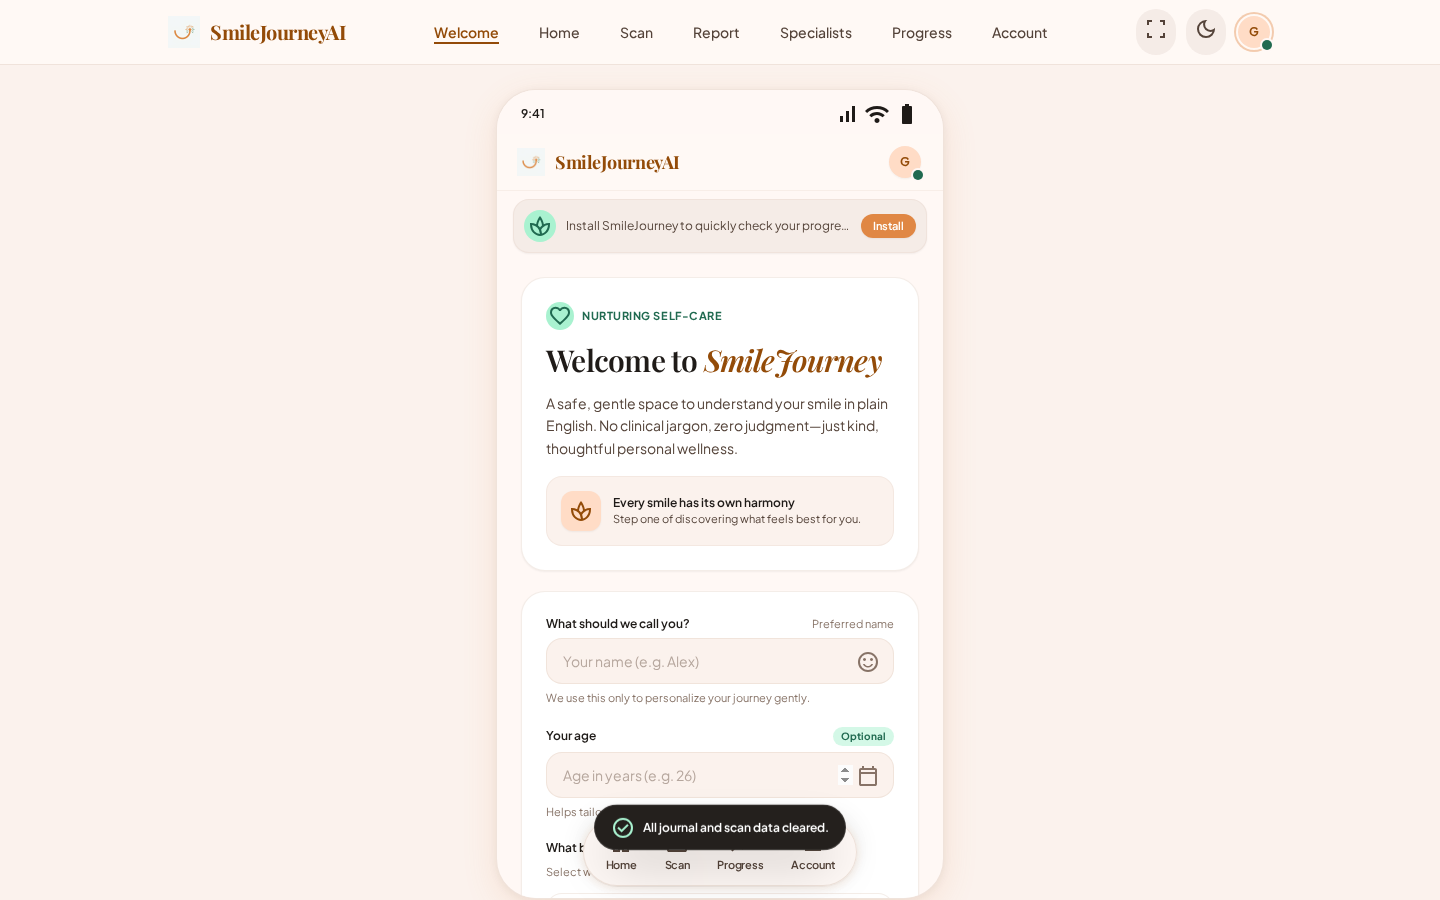 SmileJourneyAI
Welcome
Home
Scan
Report
Specialists
Progress
Account
G
9:41
SmileJourneyAI
G
Install SmileJourney to quickly check your progre…
Install
NURTURING SELF-CARE
Welcome to SmileJourney
A safe, gentle space to understand your smile in plain
English. No clinical jargon, zero judgment—just kind,
thoughtful personal wellness.
Every smile has its own harmony
Step one of discovering what feels best for you.
What should we call you?
Preferred name
Your name (e.g. Alex)
We use this only to personalize your journey gently.
Your age
Optional
Age in years (e.g. 26)
Helps
All journal and scan data cleared.
What
Home
Scan
Progress
Account
Select